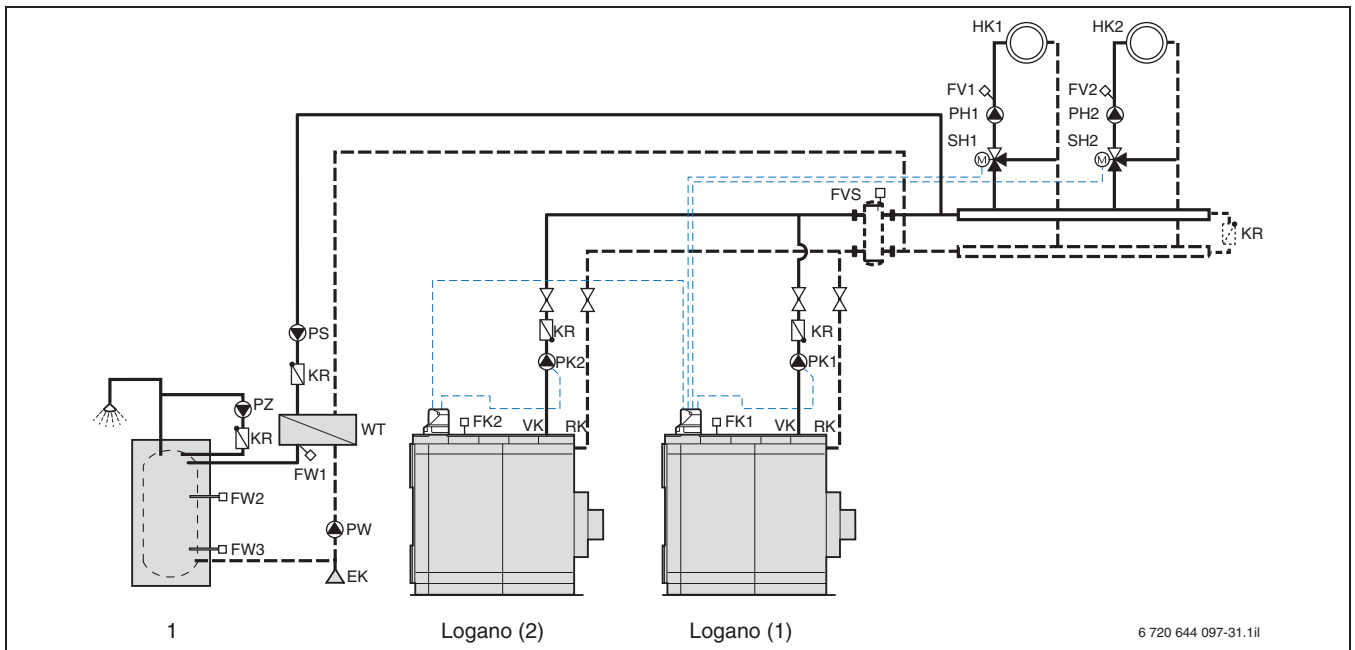 HK1
HK2
FV1
FV2
PH1
PH2
SH1
SH2
M
M
FVS
KR
PS
KR
KR
KR
PK2
PK1
PZ
KR
WT
FK2
VK
RK
FK1
VK
RK
FW1
FW2
PW
FW3
EK
1
Logano (2)
Logano (1)
6 720 644 097-31.1il